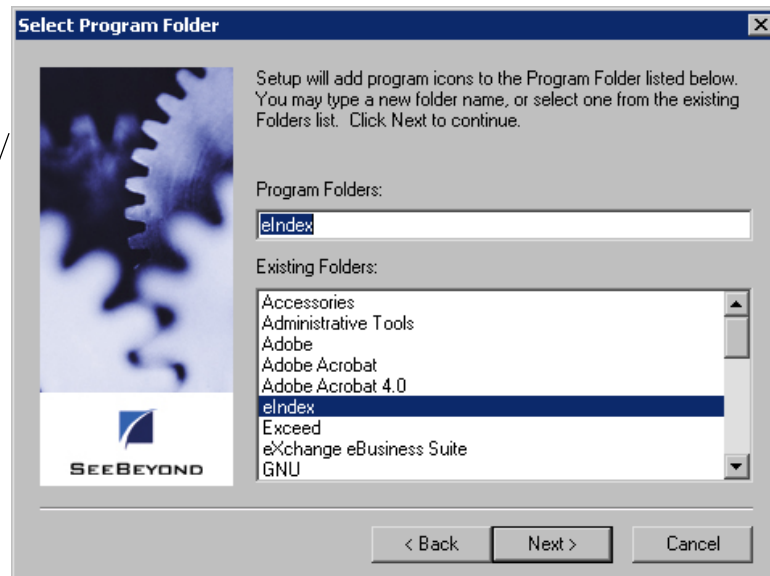 Select Program Folder
Setup will add program icons to the Program Folder listed below.
You may type a new folder name, or select one from the existing
Folders list. Click Next to continue.
Program Folders:
eIndex
Existing Folders:
Accessories
Administrative Tools
Adobe
Adobe Acrobat
Adobe Acrobat 4.0
eIndex
Exceed
eXchange eBusiness Suite
GNU
SEEBEYOND
< Back
Next >
Cancel